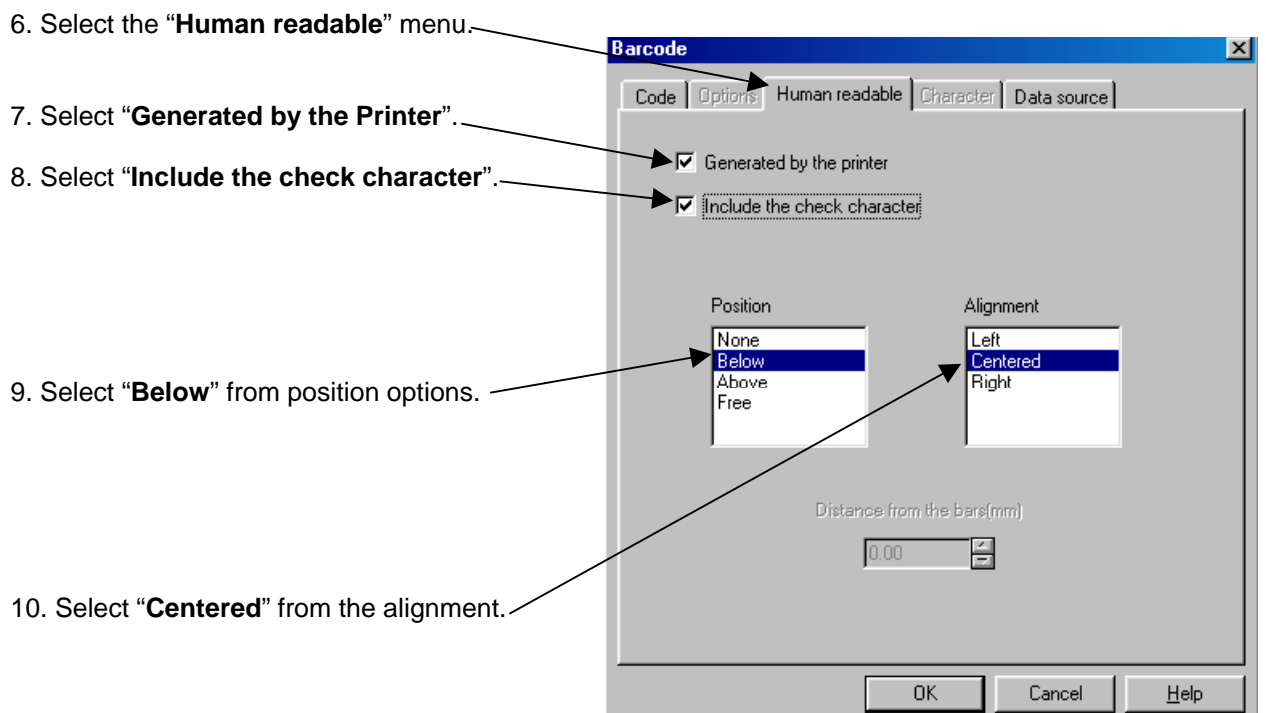 6. Select the “Human readable” menu.
Barcode
Code Options Human readable Character Data source
7. Select “Generated by the Printer”.
Generated by the printer
8. Select “Include the check character”.
Include the check character
Position Alignment
None Left
Below Centered
Above Right
Free
9. Select “Below” from position options.
Distance from the bars(mm)
0.00
10. Select “Centered” from the alignment.
OK Cancel Help